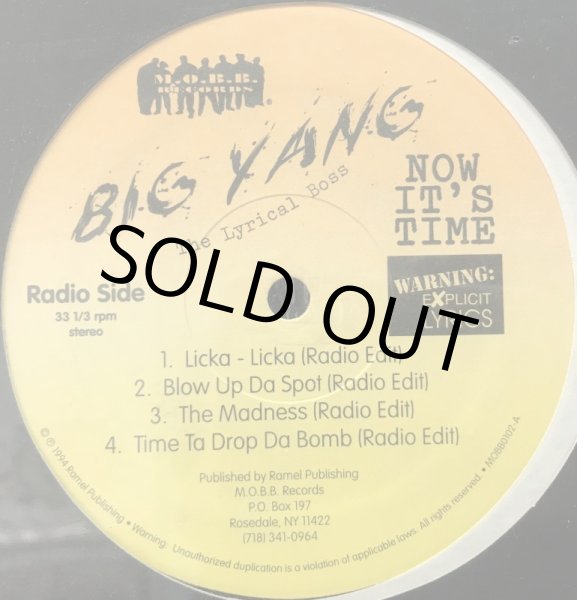 M.O.B.B.
RECORDS
BIG YANG
The Lyrical Boss
NOW
IT'S
TIME
WARNING:
EXPLICIT
LYRICS
Radio Side
33 1/3 rpm
stereo
SOLD OUT
1. Licka - Licka (Radio Edit)
2. Blow Up Da Spot (Radio Edit)
3. The Madness (Radio Edit)
4. Time Ta Drop Da Bomb (Radio Edit)
Published by Ramel Publishing
M.O.B.B. Records
P.O. Box 197
Rosedale, NY 11422
(718) 341-0964
© ℗ 1994 Ramel Publishing • Warning: Unauthorized duplication is a violation of applicable laws. All rights reserved. • MOBB0102-A